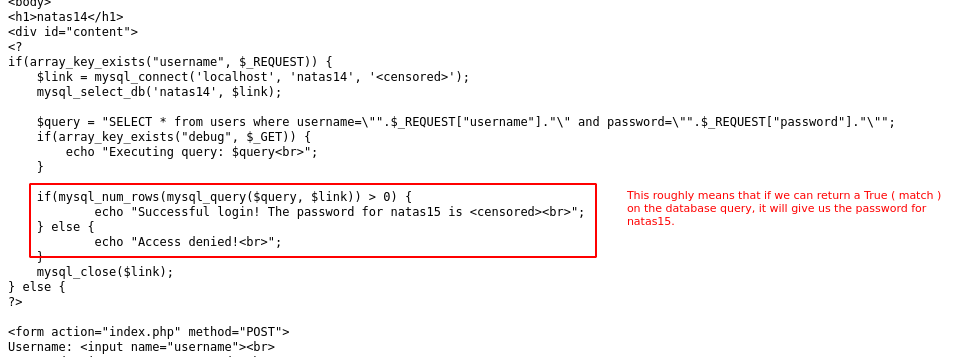 <body>
<h1>natas14</h1>
<div id="content">
<?
if(array_key_exists("username", $_REQUEST)) {
    $link = mysql_connect('localhost', 'natas14', '<censored>');
    mysql_select_db('natas14', $link);

    $query = "SELECT * from users where username=\"".$_REQUEST["username"]."\" and password=\"".$_REQUEST["password"]."\"";
    if(array_key_exists("debug", $_GET)) {
        echo "Executing query: $query<br>";
    }

    if(mysql_num_rows(mysql_query($query, $link)) > 0) {
            echo "Successful login! The password for natas15 is <censored><br>";
    } else {
            echo "Access denied!<br>";
    }
    mysql_close($link);
} else {
?>

<form action="index.php" method="POST">
Username: <input name="username"><br>
This roughly means that if we can return a True ( match )
on the database query, it will give us the password for
natas15.